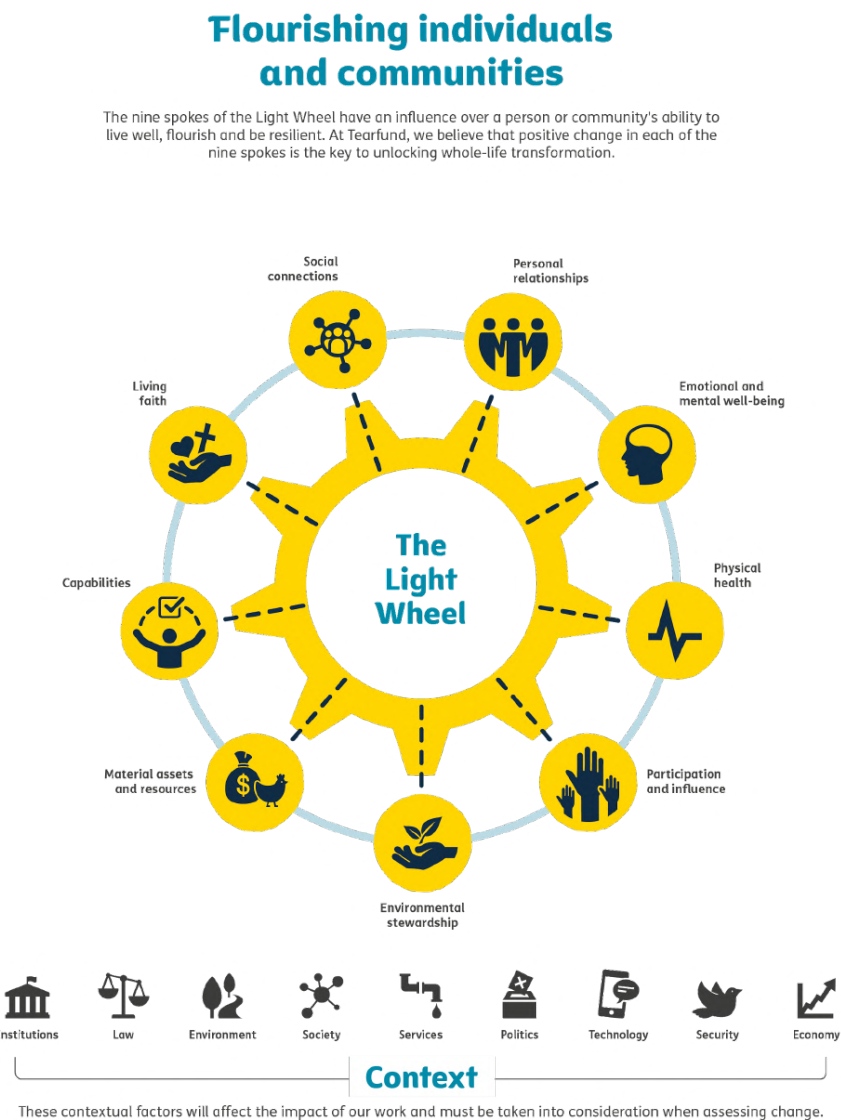 Flourishing individuals
and communities
The nine spokes of the Light Wheel have an influence over a person or community's ability to
live well, flourish and be resilient. At Tearfund, we believe that positive change in each of the
nine spokes is the key to unlocking whole-life transformation.
Social
connections
Personal
relationships
Living
faith
Emotional and
mental well-being
Capabilities
Physical
health
The
Light
Wheel
Material assets
and resources
$
Participation
and influence
Environmental
stewardship
nstitutions
Law
Environment
Society
Services
Politics
Technology
Security
Economy
Context
These contextual factors will affect the impact of our work and must be taken into consideration when assessing change.